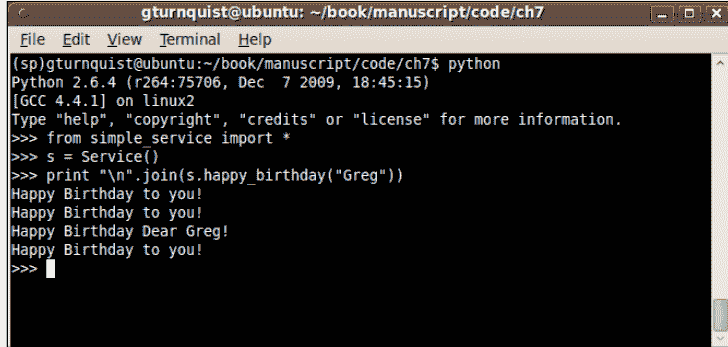 gturnquist@ubuntu: ~/book/manuscript/code/ch7
File Edit View Terminal Help
(sp)gturnquist@ubuntu:~/book/manuscript/code/ch7$ python
Python 2.6.4 (r264:75706, Dec  7 2009, 18:45:15)
[GCC 4.4.1] on linux2
Type "help", "copyright", "credits" or "license" for more information.
>>> from simple_service import *
>>> s = Service()
>>> print "\n".join(s.happy_birthday("Greg"))
Happy Birthday to you!
Happy Birthday to you!
Happy Birthday Dear Greg!
Happy Birthday to you!
>>>